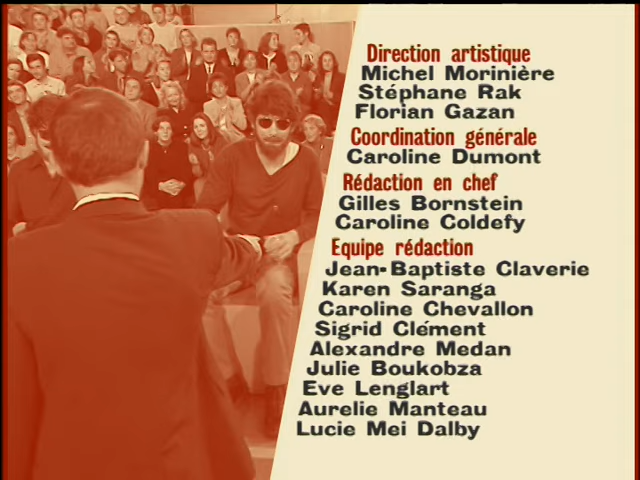 Direction artistique
Michel Morinière
Stéphane Rak
Florian Gazan
Coordination générale
Caroline Dumont
Rédaction en chef
Gilles Bornstein
Caroline Coldefy
Equipe rédaction
Jean-Baptiste Claverie
Karen Saranga
Caroline Chevallon
Sigrid Clément
Alexandre Medan
Julie Boukobza
Eve Lenglart
Aurelie Manteau
Lucie Mei Dalby